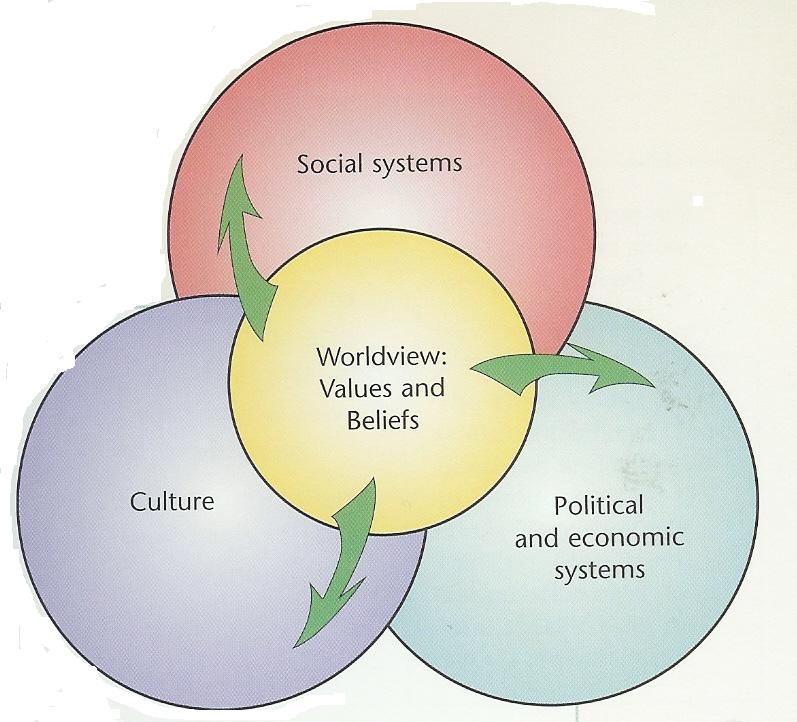 Social systems
Worldview:
Values and
Beliefs
Culture
Political
and economic
systems